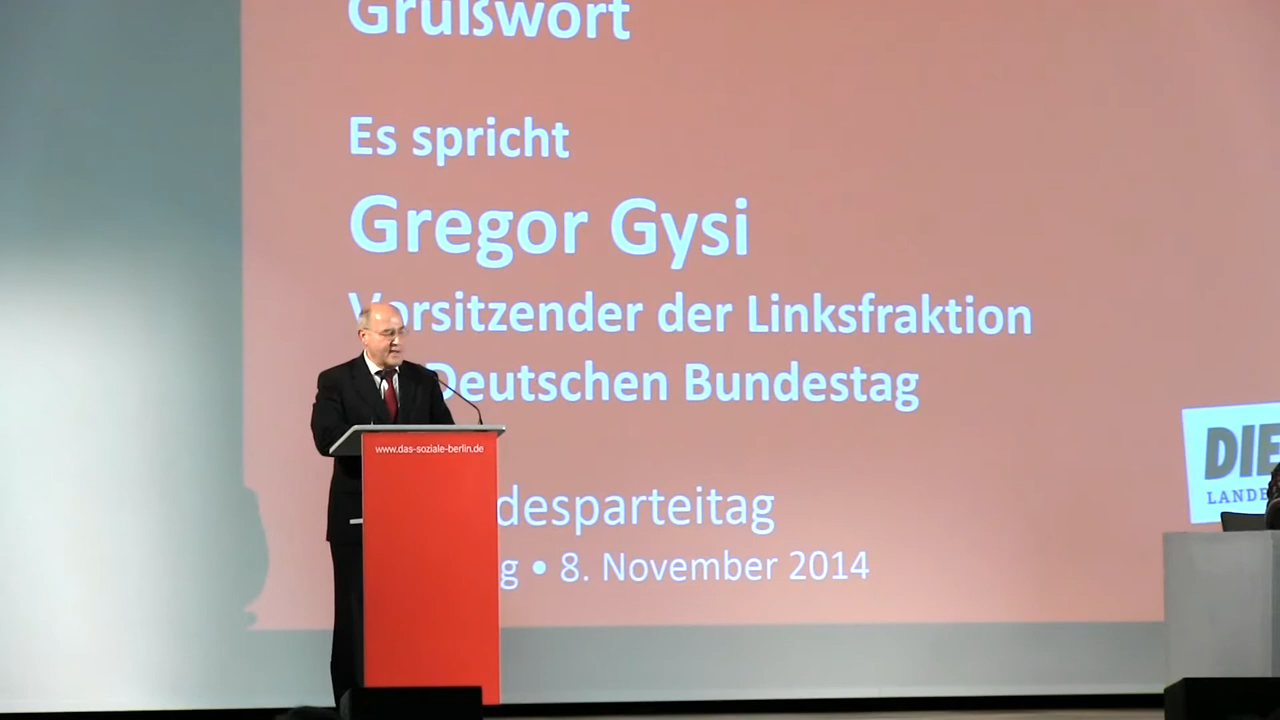 Grußwort
Es spricht
Gregor Gysi
Vorsitzender der Linksfraktion
Deutschen Bundestag
desparteitag
g • 8. November 2014
www.das-soziale-berlin.de
DIE
LANDE